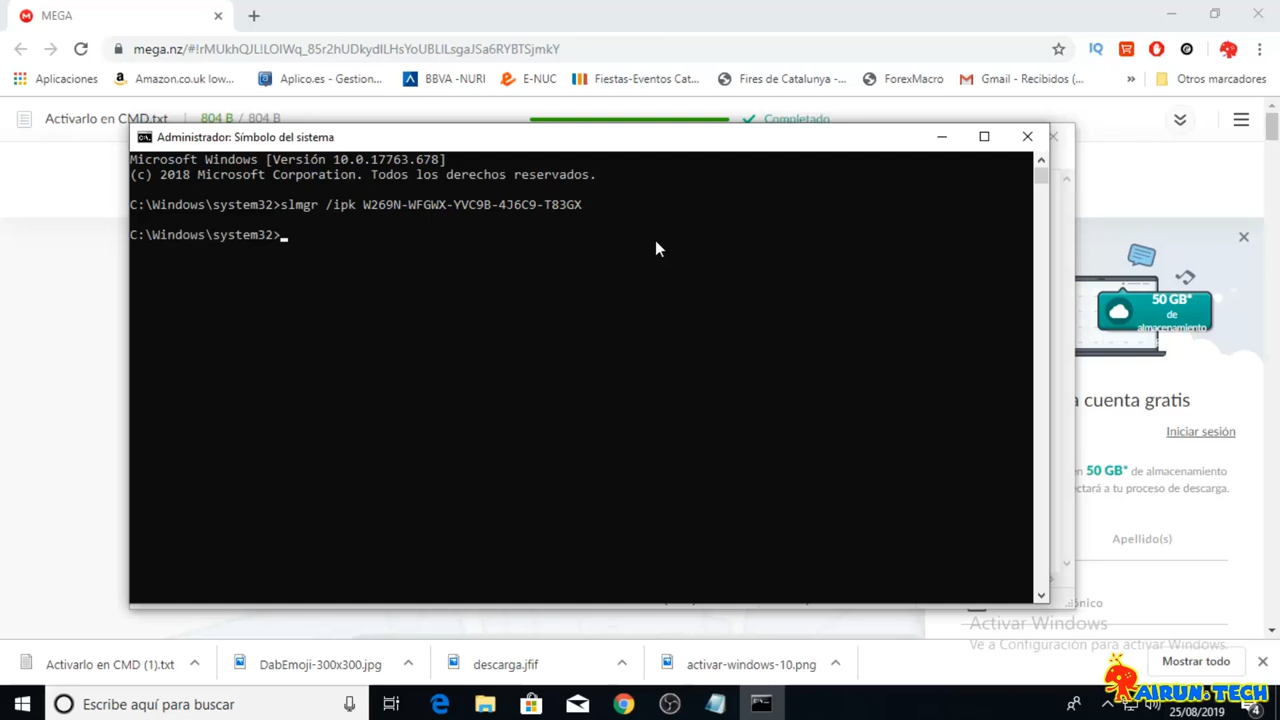 MEGA
mega.nz/#!rMUkhQJL!LOIWq_85r2hUDkydILHsYoUBLILsgaJSa6RYBTSjmkY
Aplicaciones
Amazon.co.uk low...
Aplico.es - Gestion...
BBVA -NURI
E-NUC
Fiestas-Eventos Cat...
Fires de Catalunya -...
ForexMacro
Gmail - Recibidos (...
Otros marcadores
Activarlo en CMD.txt
804 B / 804 B
Completado
Administrador: Símbolo del sistema
Microsoft Windows [Versión 10.0.17763.678]
(c) 2018 Microsoft Corporation. Todos los derechos reservados.
C:\Windows\system32>slmgr /ipk W269N-WFGWX-YVC9B-4J6C9-T83GX
C:\Windows\system32>
50 GB*
de
almacenamiento
a cuenta gratis
Iniciar sesión
en 50 GB* de almacenamiento
ectará a tu proceso de descarga.
Apellido(s)
ónico
Activar Windows
Ve a Configuración para activar Windows.
Activarlo en CMD (1).txt
DabEmoji-300x300.jpg
descarga.jfif
activar-windows-10.png
Mostrar todo
Escribe aquí para buscar
AIRUN.TECH
25/08/2019
4